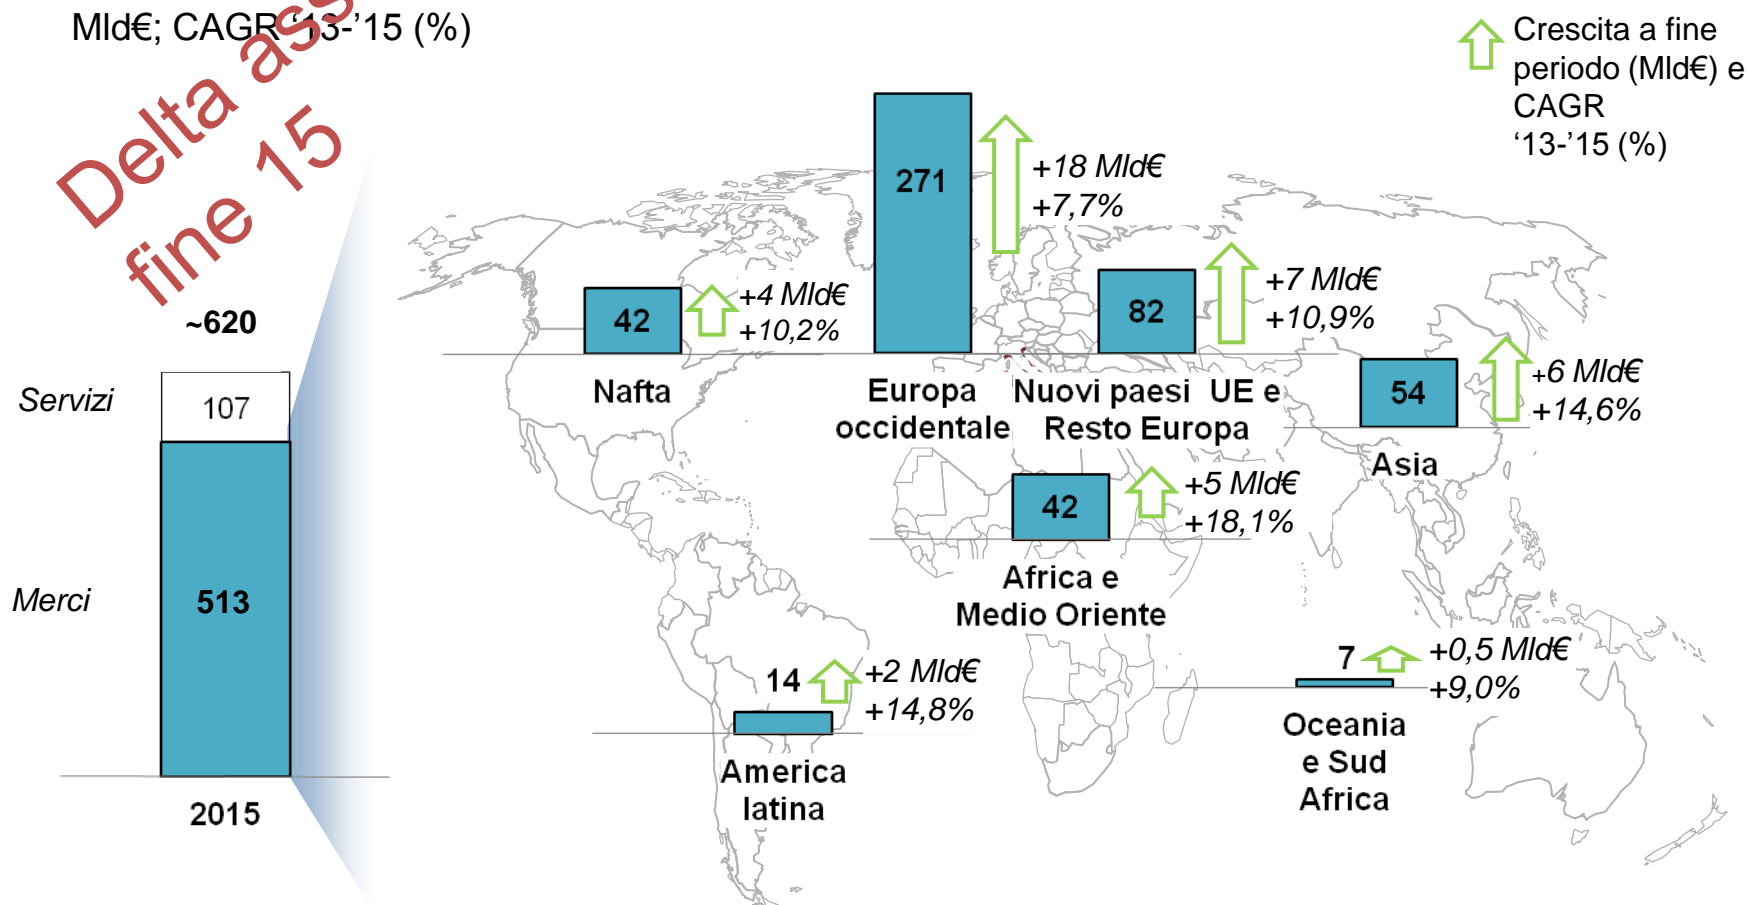 Mld€; CAGR ‘13-’15 (%)
Delta ass
fine 15
Crescita a fine
periodo (Mld€) e
CAGR
‘13-’15 (%)
271
+18 Mld€
+7,7%
42
+4 Mld€
+10,2%
82
+7 Mld€
+10,9%
Nafta
Europa
occidentale
Nuovi paesi UE e
Resto Europa
54
+6 Mld€
+14,6%
Asia
42
+5 Mld€
+18,1%
Africa e
Medio Oriente
14
+2 Mld€
+14,8%
America
latina
7
+0,5 Mld€
+9,0%
Oceania
e Sud
Africa
~620
Servizi
107
Merci
513
2015